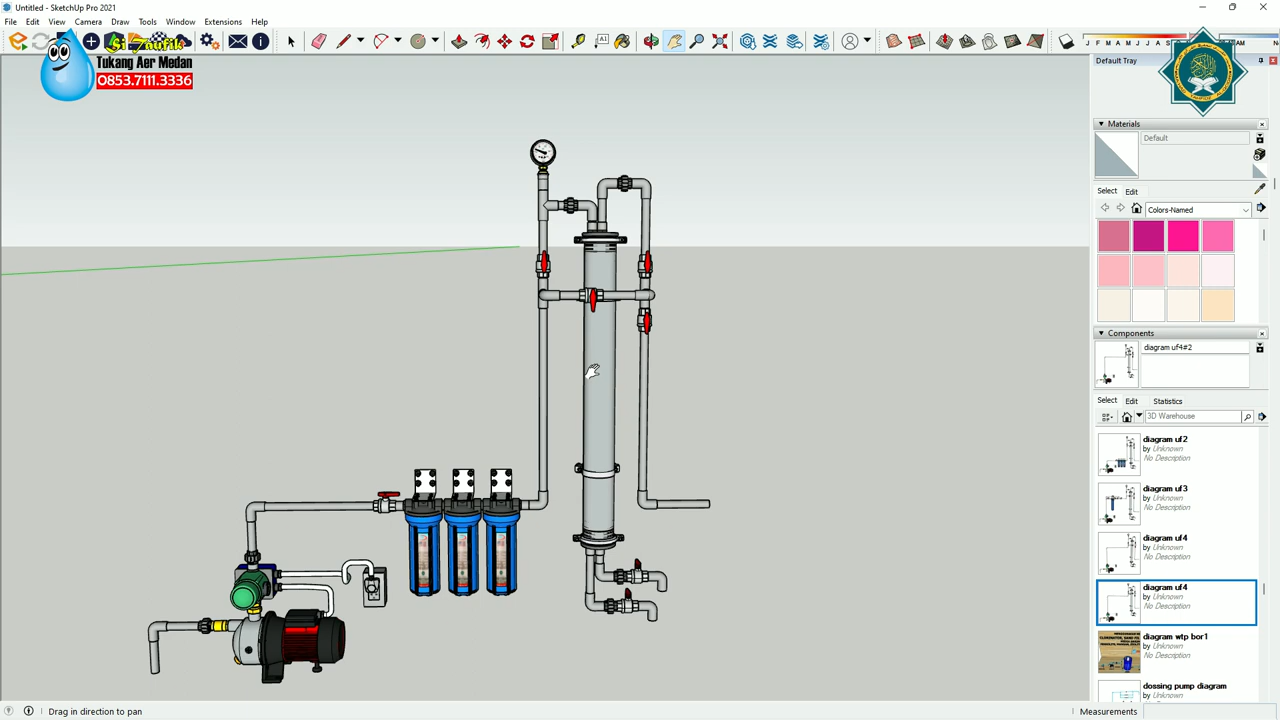 Untitled - SketchUp Pro 2021
File Edit View Camera Draw Tools Window Extensions Help
Si Taufik
Tukang Aer Medan
0853.7111.3336
J F M A M J J A S O N D
AM
Default Tray
Materials
Default
Select Edit
Colors-Named
Components
diagram uf4#2
Select Edit Statistics
3D Warehouse
diagram uf2
by Unknown
No Description
diagram uf3
by Unknown
No Description
diagram uf4
by Unknown
No Description
diagram uf4
by Unknown
No Description
diagram wtp bor1
by Unknown
No Description
dossing pump diagram
by Unknown
Drag in direction to pan
Measurements